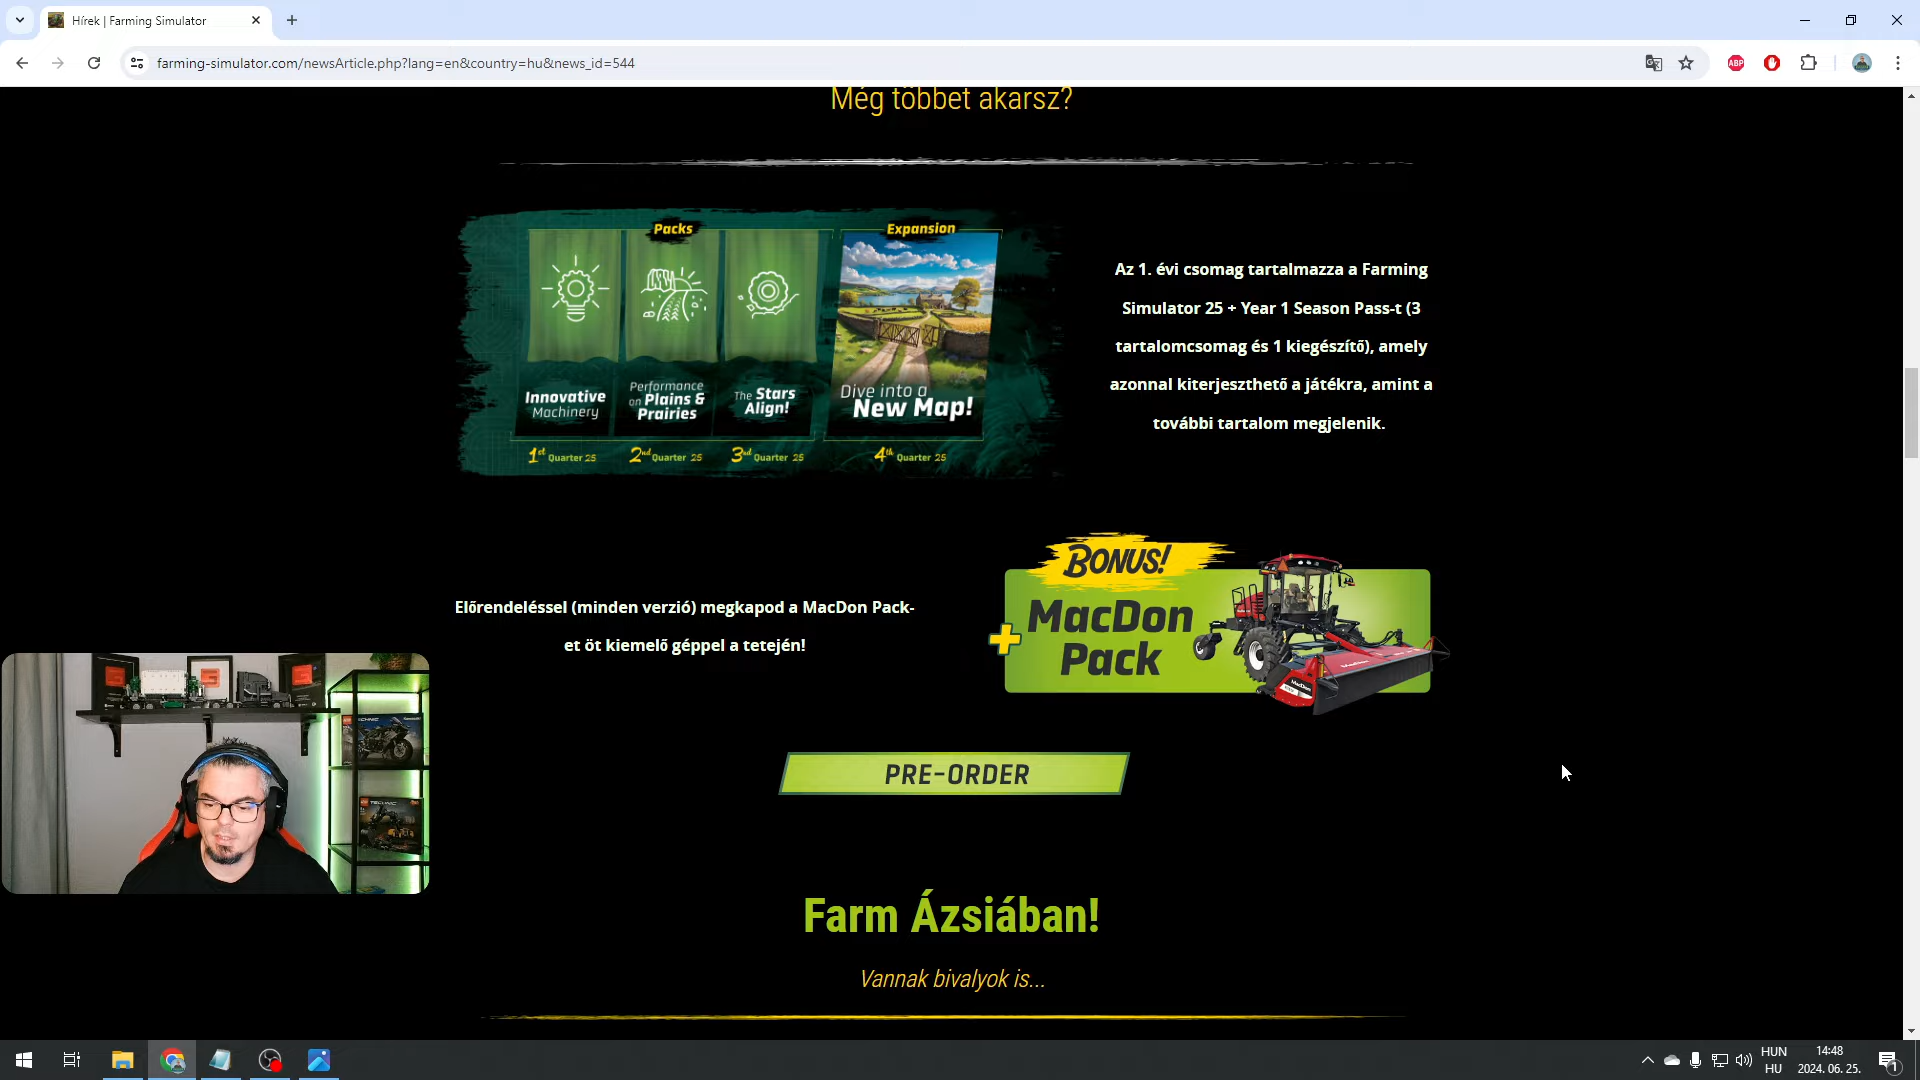 Hírek | Farming Simulator
farming-simulator.com/newsArticle.php?lang=en&country=hu&news_id=544
ABP
Még többet akarsz?
Packs
Expansion
Innovative
Machinery
Performance
on Plains &
Prairies
The Stars
Align!
Dive into a
New Map!
1st Quarter 25
2nd Quarter 25
3rd Quarter 25
4th Quarter 25
Az 1. évi csomag tartalmazza a Farming
Simulator 25 + Year 1 Season Pass-t (3
tartalomcsomag és 1 kiegészítő), amely
azonnal kiterjeszthető a játékra, amint a
további tartalom megjelenik.
Előrendeléssel (minden verzió) megkapod a MacDon Pack-
et öt kiemelő géppel a tetején!
BONUS!
+ MacDon
Pack
MacDon
PRE-ORDER
TECHNIC
Farm Ázsiában!
Vannak bivalyok is...
HUN
HU
14:48
2024. 06. 25.
1